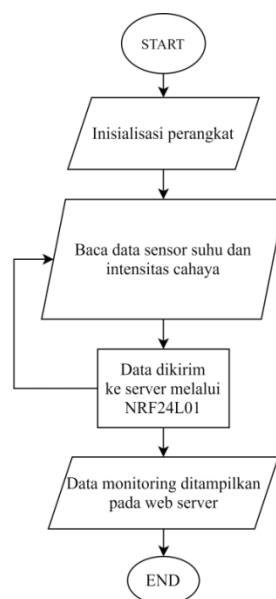 START
Inisialisasi perangkat
Baca data sensor suhu dan
intensitas cahaya
Data dikirim
ke server melalui
NRF24L01
Data monitoring ditampilkan
pada web server
END